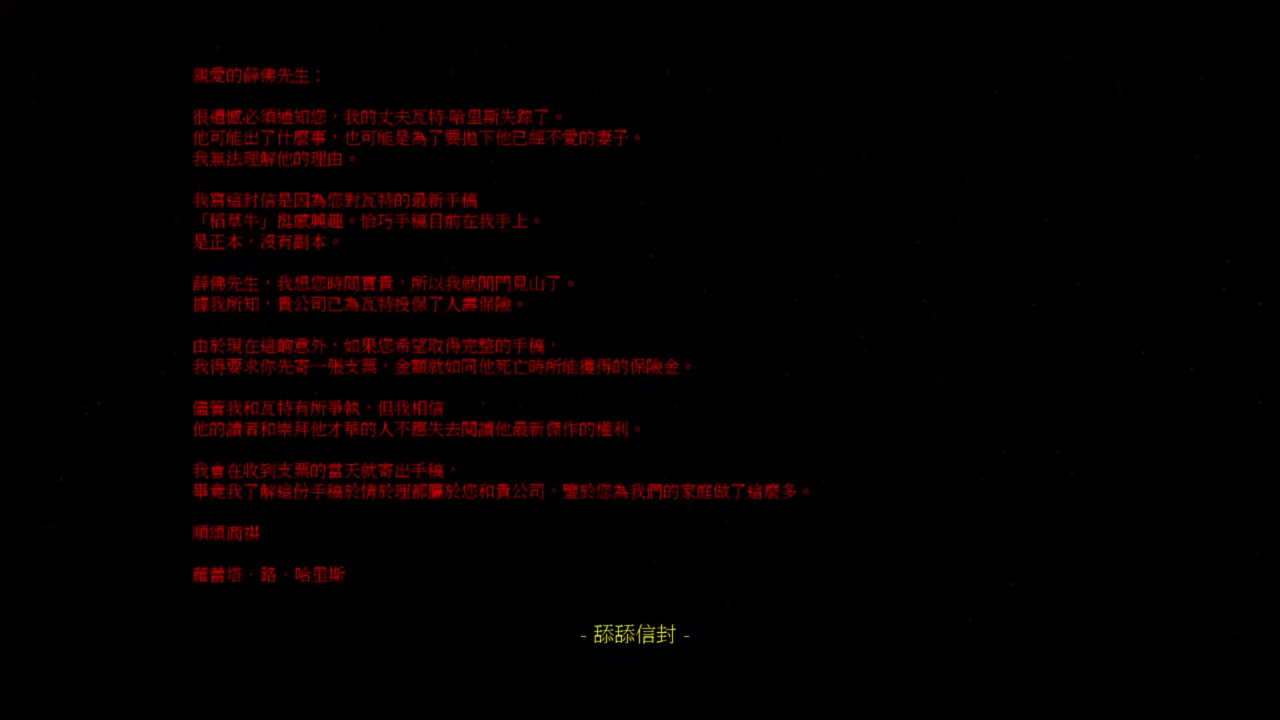 親愛的薛佛先生：
很遺憾必須通知您，我的丈夫瓦特·哈里斯失踪了。
他可能出了什麼事，也可能是為了要拋下他已經不愛的妻子。
我無法理解他的理由。
我寫這封信是因為您對瓦特的最新手稿
「稻草牛」挺感興趣。恰巧手稿目前在我手上。
是正本，沒有副本。
薛佛先生，我想您時間寶貴，所以我就開門見山了。
據我所知，貴公司已為瓦特投保了人壽保險。
由於現在這齣意外，如果您希望取得完整的手稿，
我得要求你先寄一張支票，金額就如同他死亡時所能獲得的保險金。
儘管我和瓦特有所爭執，但我相信
他的讀者和崇拜他才華的人不應失去閱讀他最新傑作的權利。
我會在收到支票的當天就寄出手稿，
畢竟我了解這份手稿於情於理都屬於您和貴公司，鑒於您為我們的家庭做了這麼多。
順頌商祺
蘿蕾塔·路·哈里斯
- 舔舔信封 -